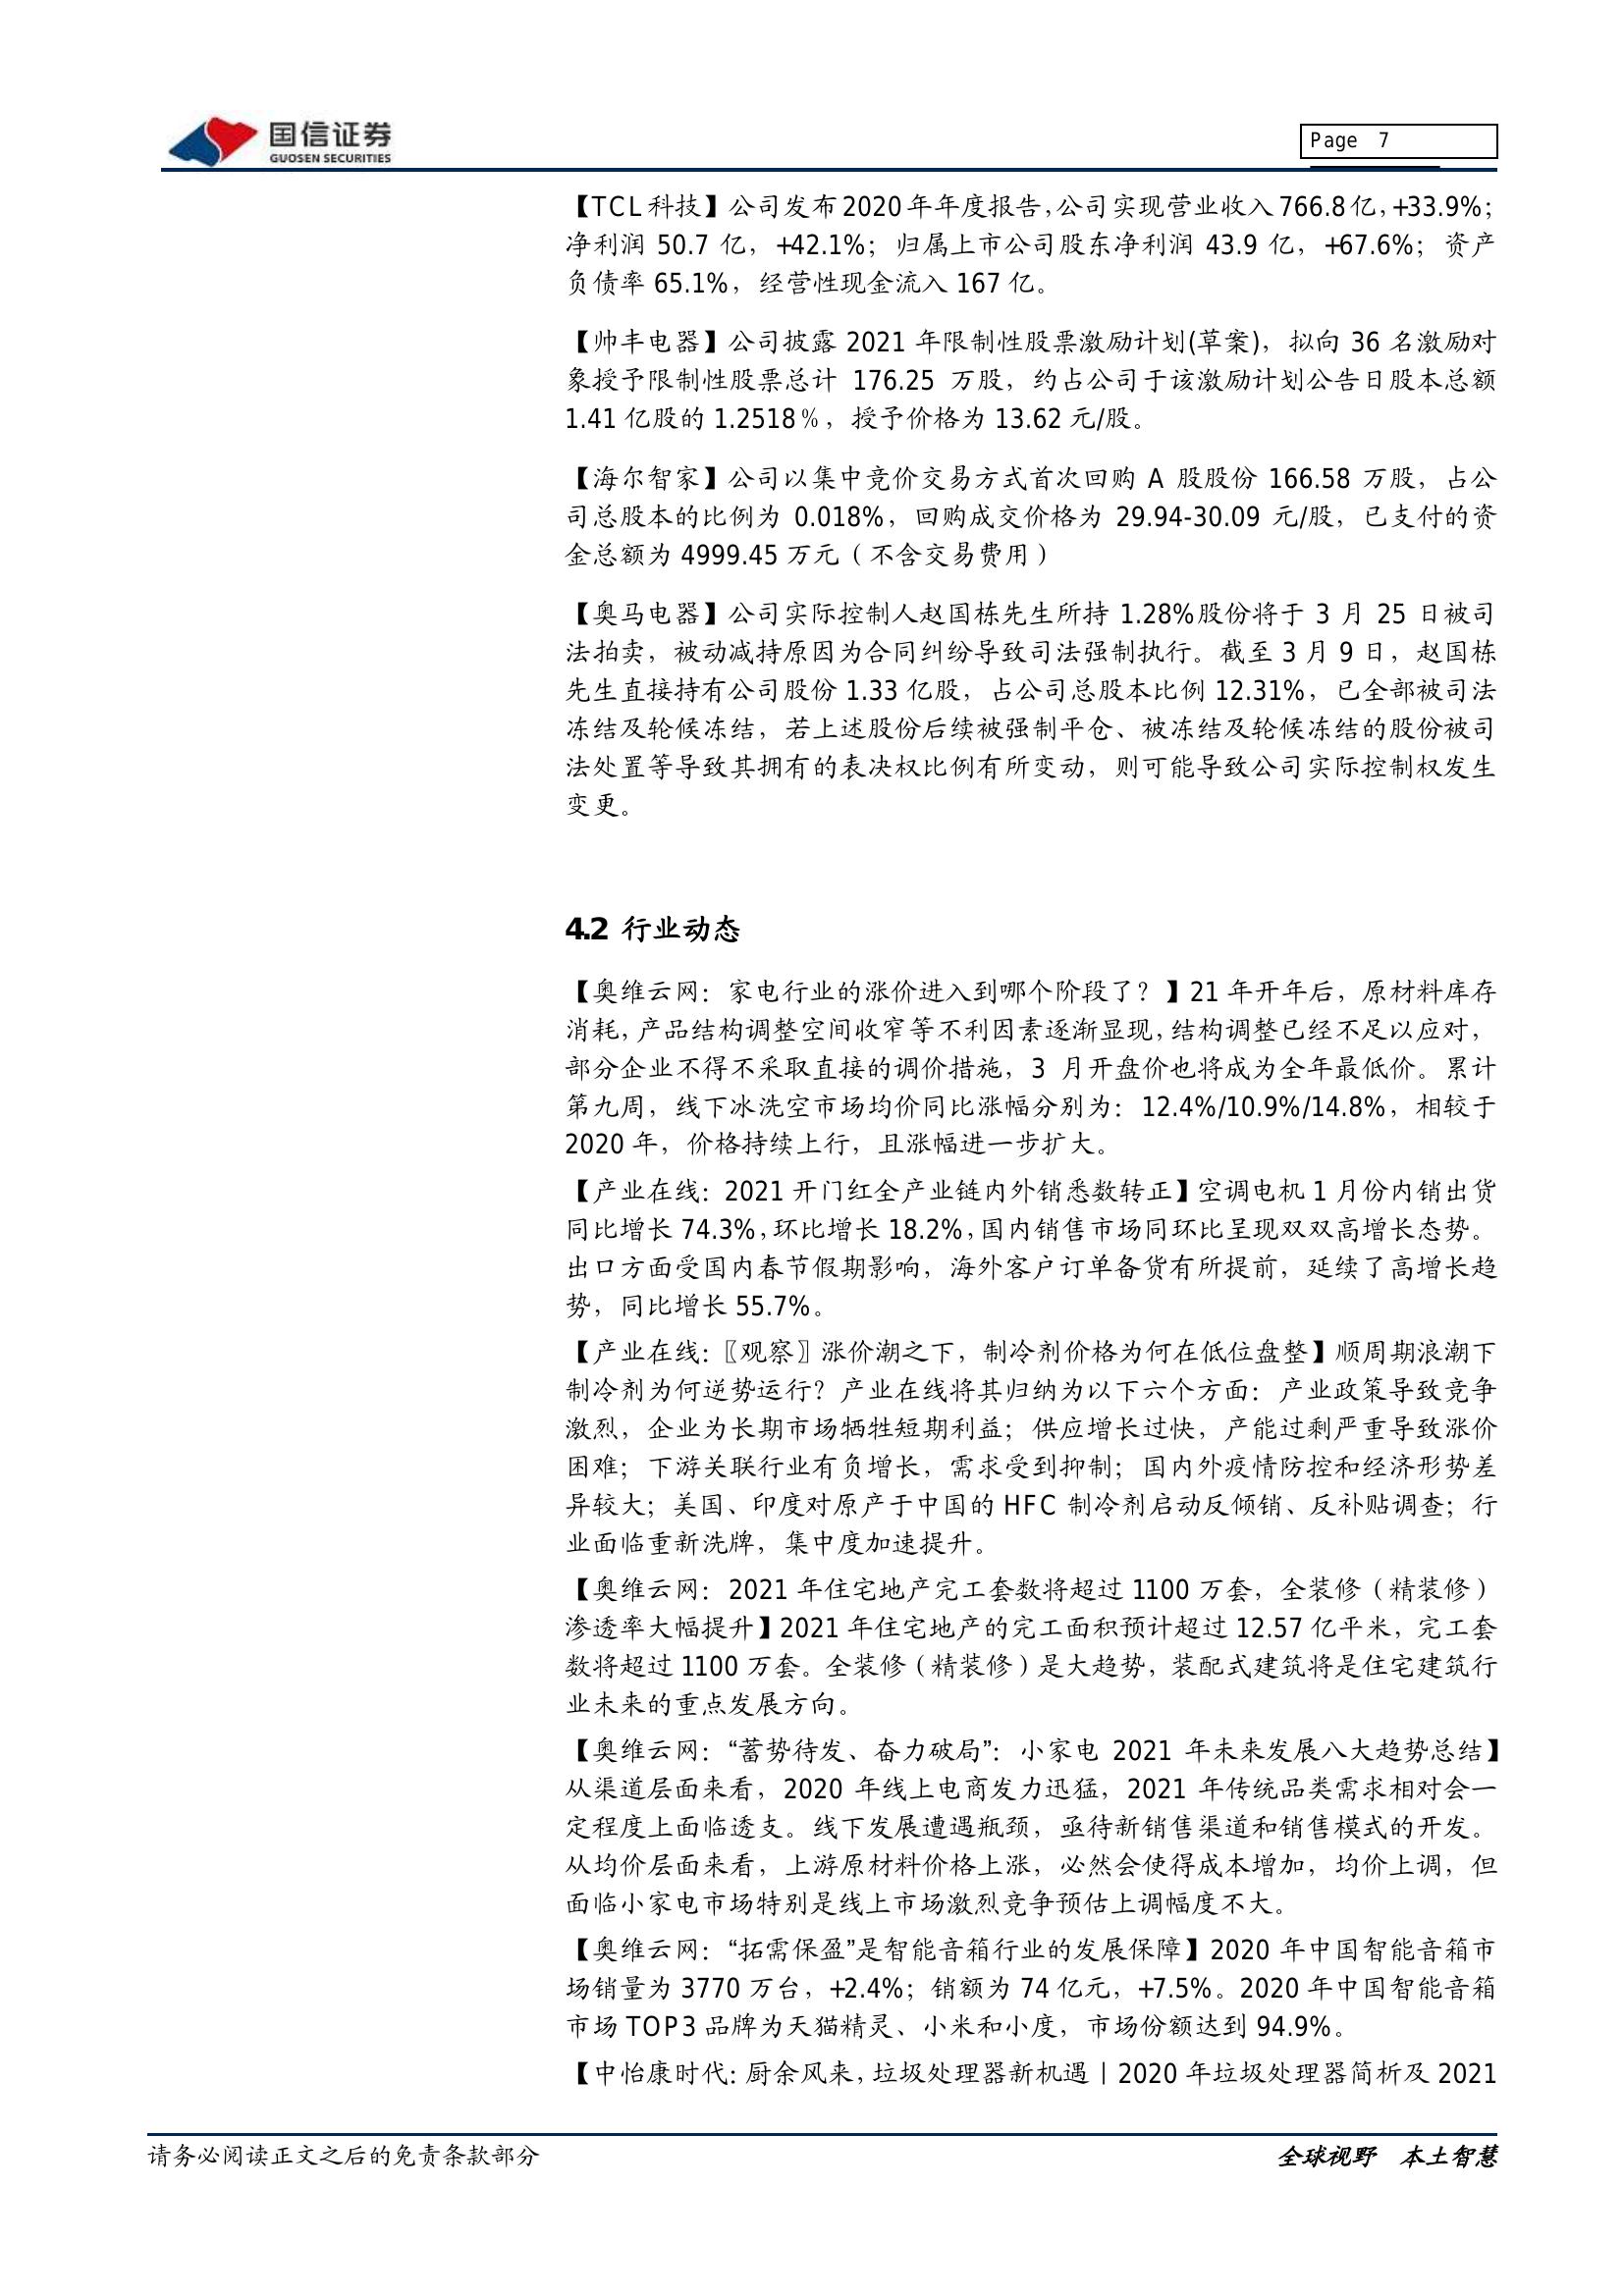 国信证券
GUOSEN SECURITIES
Page 7
【TCL科技】公司发布2020年年度报告，公司实现营业收入766.8亿，+33.9%；
净利润 50.7 亿，+42.1%；归属上市公司股东净利润 43.9 亿，+67.6%；资产
负债率 65.1%，经营性现金流入 167 亿。
【帅丰电器】公司披露 2021 年限制性股票激励计划(草案)，拟向 36 名激励对
象授予限制性股票总计 176.25 万股，约占公司于该激励计划公告日股本总额
1.41 亿股的 1.2518％，授予价格为 13.62 元/股。
【海尔智家】公司以集中竞价交易方式首次回购 A 股股份 166.58 万股，占公
司总股本的比例为 0.018%，回购成交价格为 29.94-30.09 元/股，已支付的资
金总额为 4999.45 万元（不含交易费用）
【奥马电器】公司实际控制人赵国栋先生所持 1.28%股份将于 3 月 25 日被司
法拍卖，被动减持原因为合同纠纷导致司法强制执行。截至 3 月 9 日，赵国栋
先生直接持有公司股份 1.33 亿股，占公司总股本比例 12.31%，已全部被司法
冻结及轮候冻结，若上述股份后续被强制平仓、被冻结及轮候冻结的股份被司
法处置等导致其拥有的表决权比例有所变动，则可能导致公司实际控制权发生
变更。
4.2 行业动态
【奥维云网：家电行业的涨价进入到哪个阶段了？】21 年开年后，原材料库存
消耗，产品结构调整空间收窄等不利因素逐渐显现，结构调整已经不足以应对，
部分企业不得不采取直接的调价措施，3 月开盘价也将成为全年最低价。累计
第九周，线下冰洗空市场均价同比涨幅分别为：12.4%/10.9%/14.8%，相较于
2020 年，价格持续上行，且涨幅进一步扩大。
【产业在线：2021 开门红全产业链内外销悉数转正】空调电机 1 月份内销出货
同比增长 74.3%，环比增长 18.2%，国内销售市场同环比呈现双双高增长态势。
出口方面受国内春节假期影响，海外客户订单备货有所提前，延续了高增长趋
势，同比增长 55.7%。
【产业在线：〖观察〗涨价潮之下，制冷剂价格为何在低位盘整】顺周期浪潮下
制冷剂为何逆势运行？产业在线将其归纳为以下六个方面：产业政策导致竞争
激烈，企业为长期市场牺牲短期利益；供应增长过快，产能过剩严重导致涨价
困难；下游关联行业有负增长，需求受到抑制；国内外疫情防控和经济形势差
异较大；美国、印度对原产于中国的 HFC 制冷剂启动反倾销、反补贴调查；行
业面临重新洗牌，集中度加速提升。
【奥维云网：2021 年住宅地产完工套数将超过 1100 万套，全装修（精装修）
渗透率大幅提升】2021 年住宅地产的完工面积预计超过 12.57 亿平米，完工套
数将超过 1100 万套。全装修（精装修）是大趋势，装配式建筑将是住宅建筑行
业未来的重点发展方向。
【奥维云网：“蓄势待发、奋力破局”：小家电 2021 年未来发展八大趋势总结】
从渠道层面来看，2020 年线上电商发力迅猛，2021 年传统品类需求相对会一
定程度上面临透支。线下发展遭遇瓶颈，亟待新销售渠道和销售模式的开发。
从均价层面来看，上游原材料价格上涨，必然会使得成本增加，均价上调，但
面临小家电市场特别是线上市场激烈竞争预估上调幅度不大。
【奥维云网：“拓需保盈”是智能音箱行业的发展保障】2020 年中国智能音箱市
场销量为 3770 万台，+2.4%；销额为 74 亿元，+7.5%。2020 年中国智能音箱
市场 TOP3 品牌为天猫精灵、小米和小度，市场份额达到 94.9%。
【中怡康时代：厨余风来，垃圾处理器新机遇丨2020 年垃圾处理器简析及 2021
请务必阅读正文之后的免责条款部分
全球视野 本土智慧